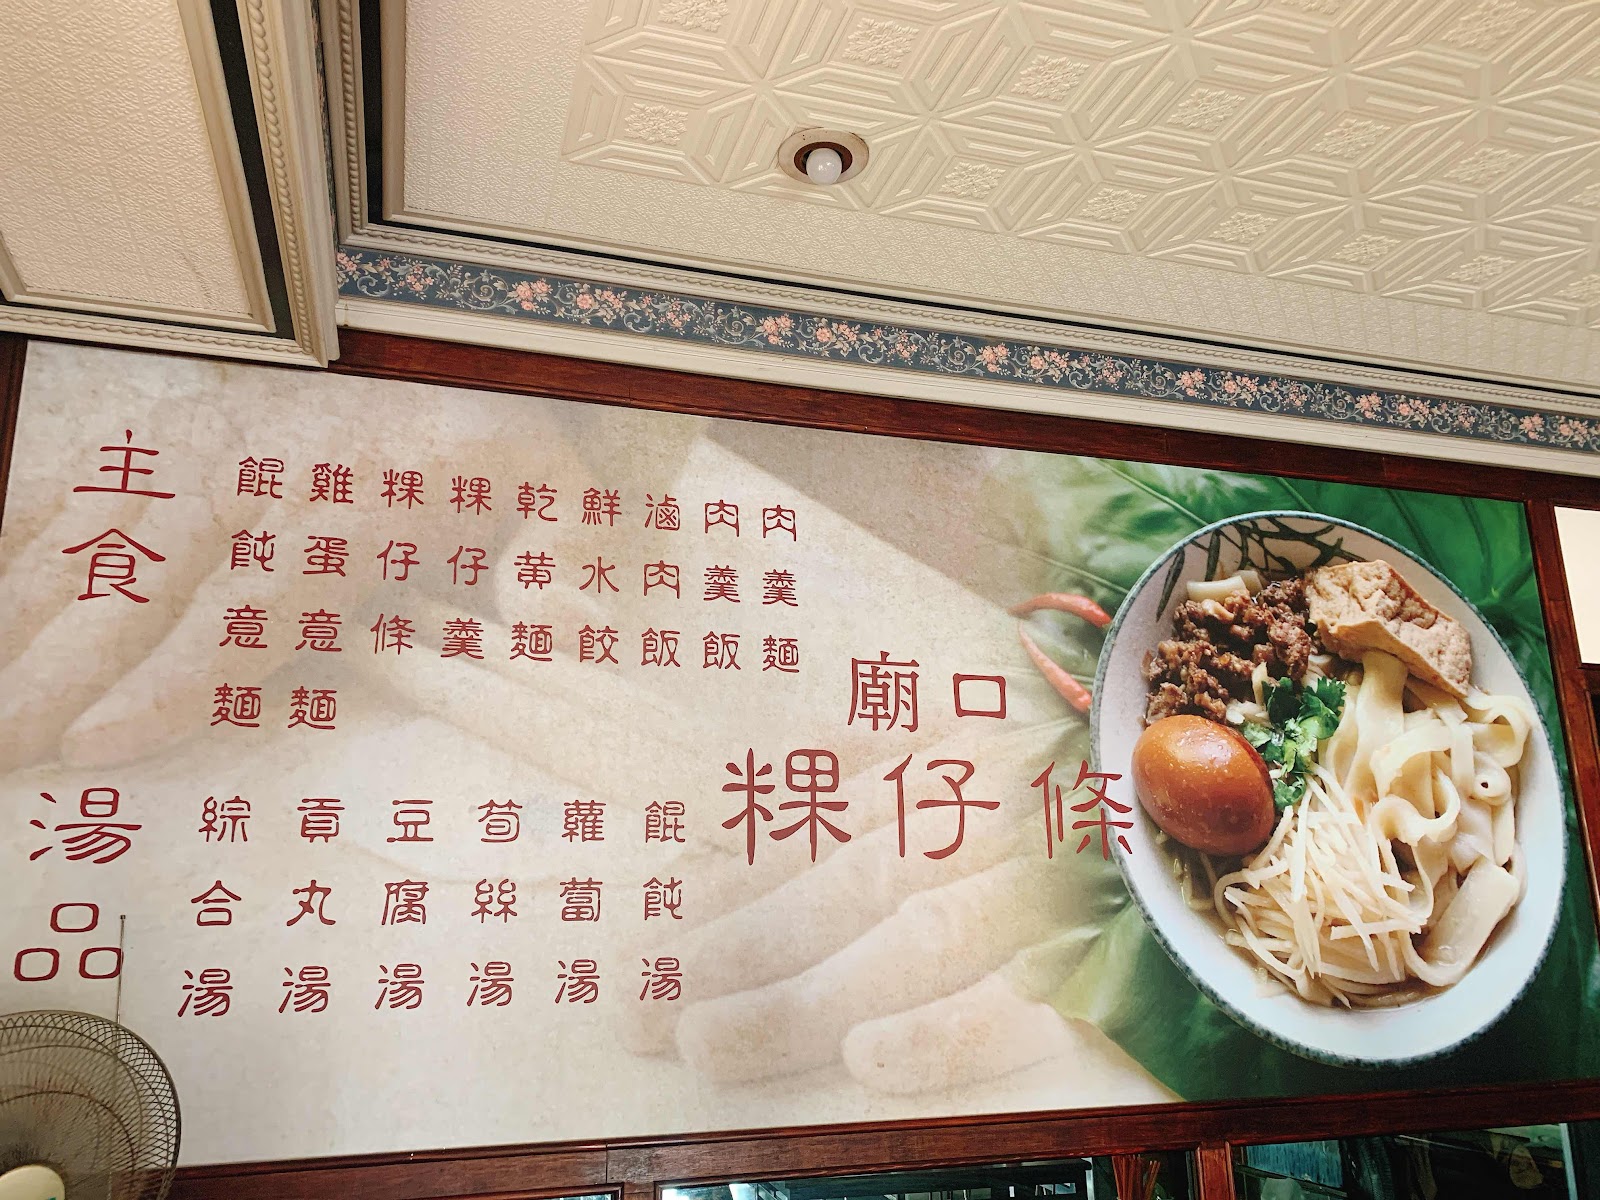 主食
餛飩意麵
雞蛋意麵
粿仔條
粿仔羹
乾黄麵
鮮水餃
滷肉飯
肉羹飯
肉羹麵
湯品
綜合湯
貢丸湯
豆腐湯
筍絲湯
蘿蔔湯
餛飩湯
廟口
粿仔條